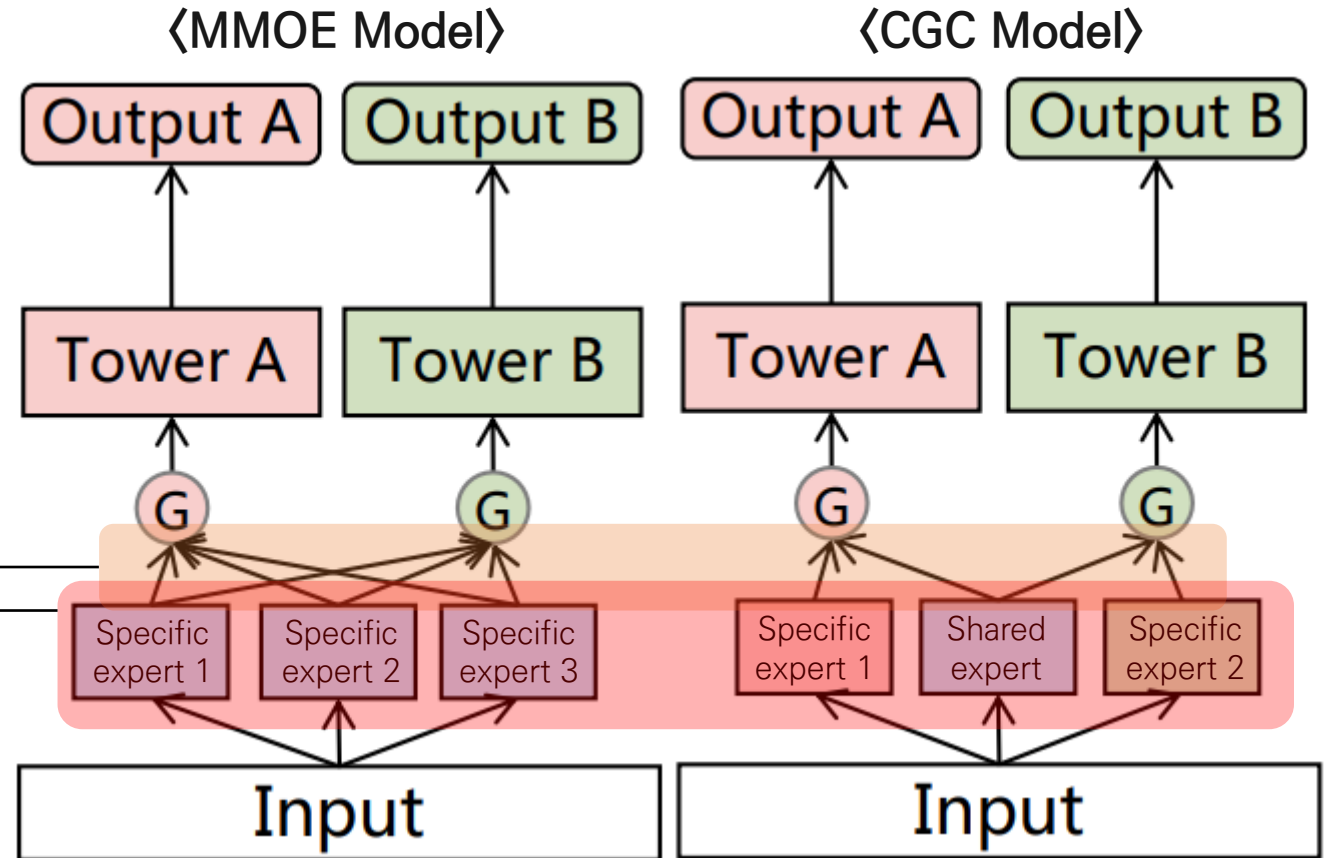 〈MMOE Model〉
〈CGC Model〉
Output A
Output B
Output A
Output B
Tower A
Tower B
Tower A
Tower B
G
G
G
G
Specific
expert 1
Specific
expert 2
Specific
expert 3
Specific
expert 1
Shared
expert
Specific
expert 2
Input
Input